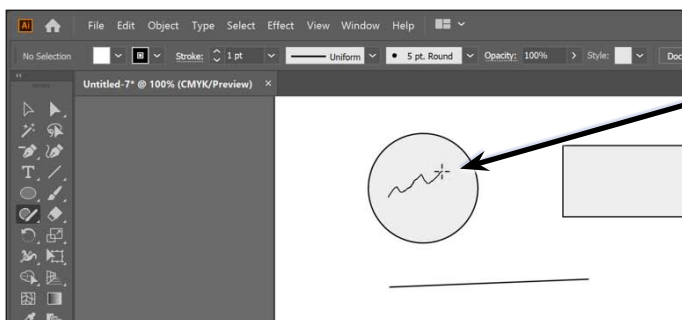 Ai File Edit Object Type Select Effect View Window Help
No Selection Stroke: 1 pt Uniform 5 pt. Round Opacity: 100% Style: Doc
Untitled-7* @ 100% (CMYK/Preview) ×